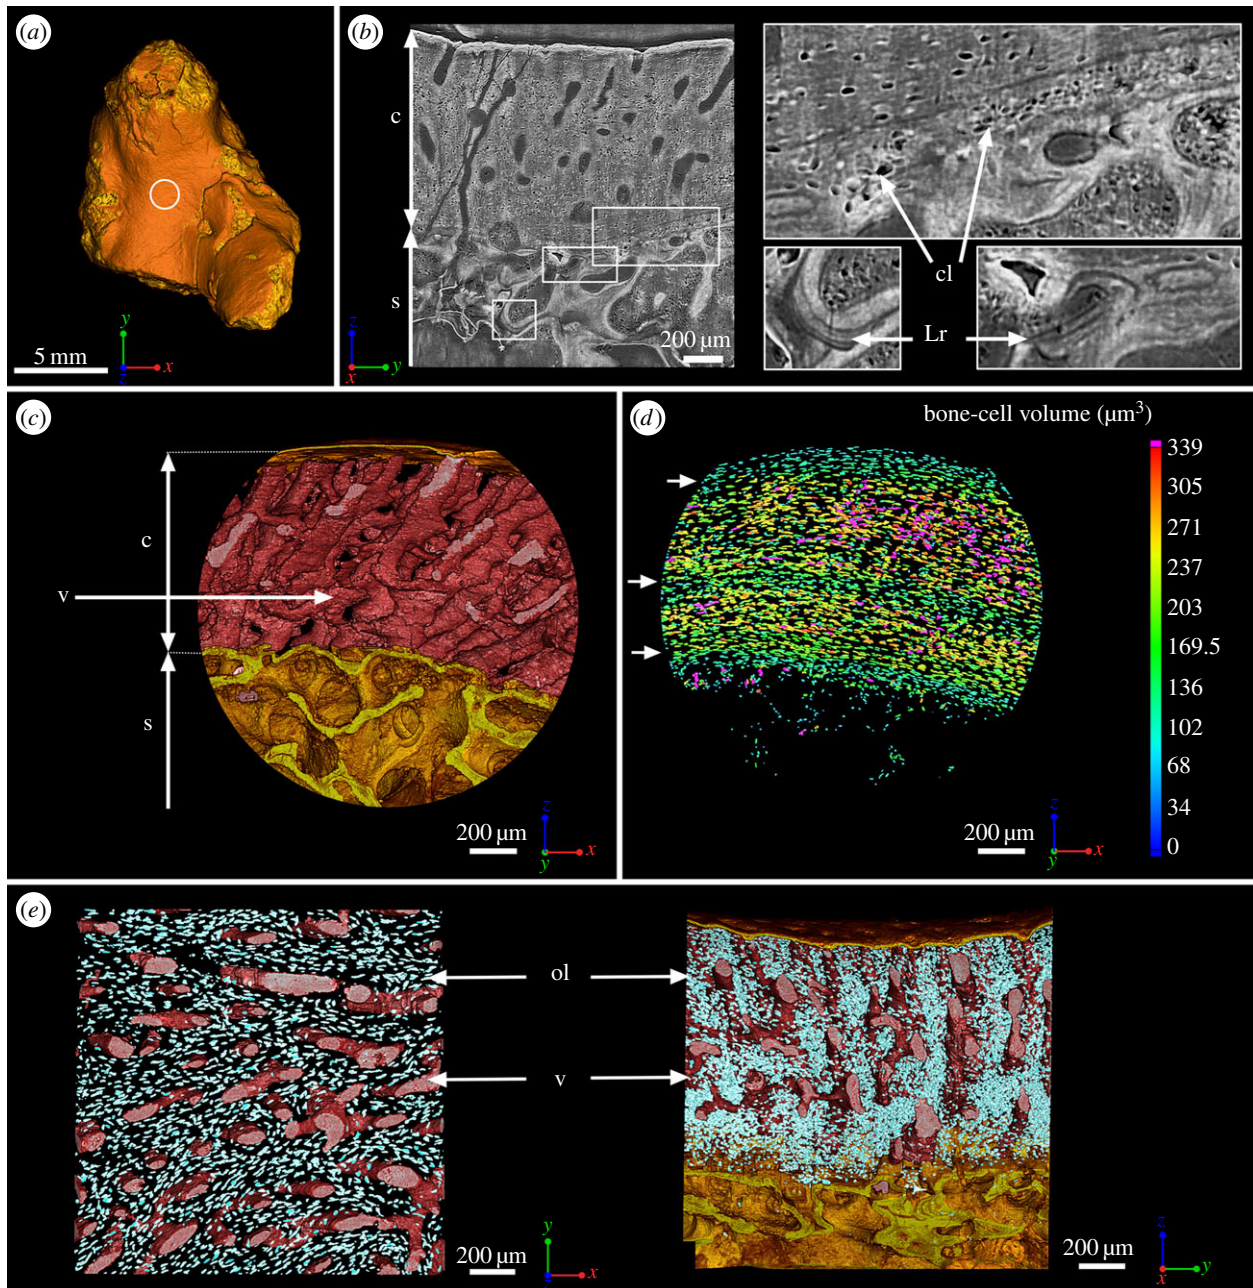 (a)
y
5 mm
z
x
(b)
c
s
z
x
y
200 µm
cl
Lr
(c)
c
v
s
200 µm
z
y
x
(d)
bone-cell volume (µm³)
339
305
271
237
203
169.5
136
102
68
34
0
200 µm
z
y
x
(e)
ol
v
200 µm
y
z
x
200 µm
z
x
y